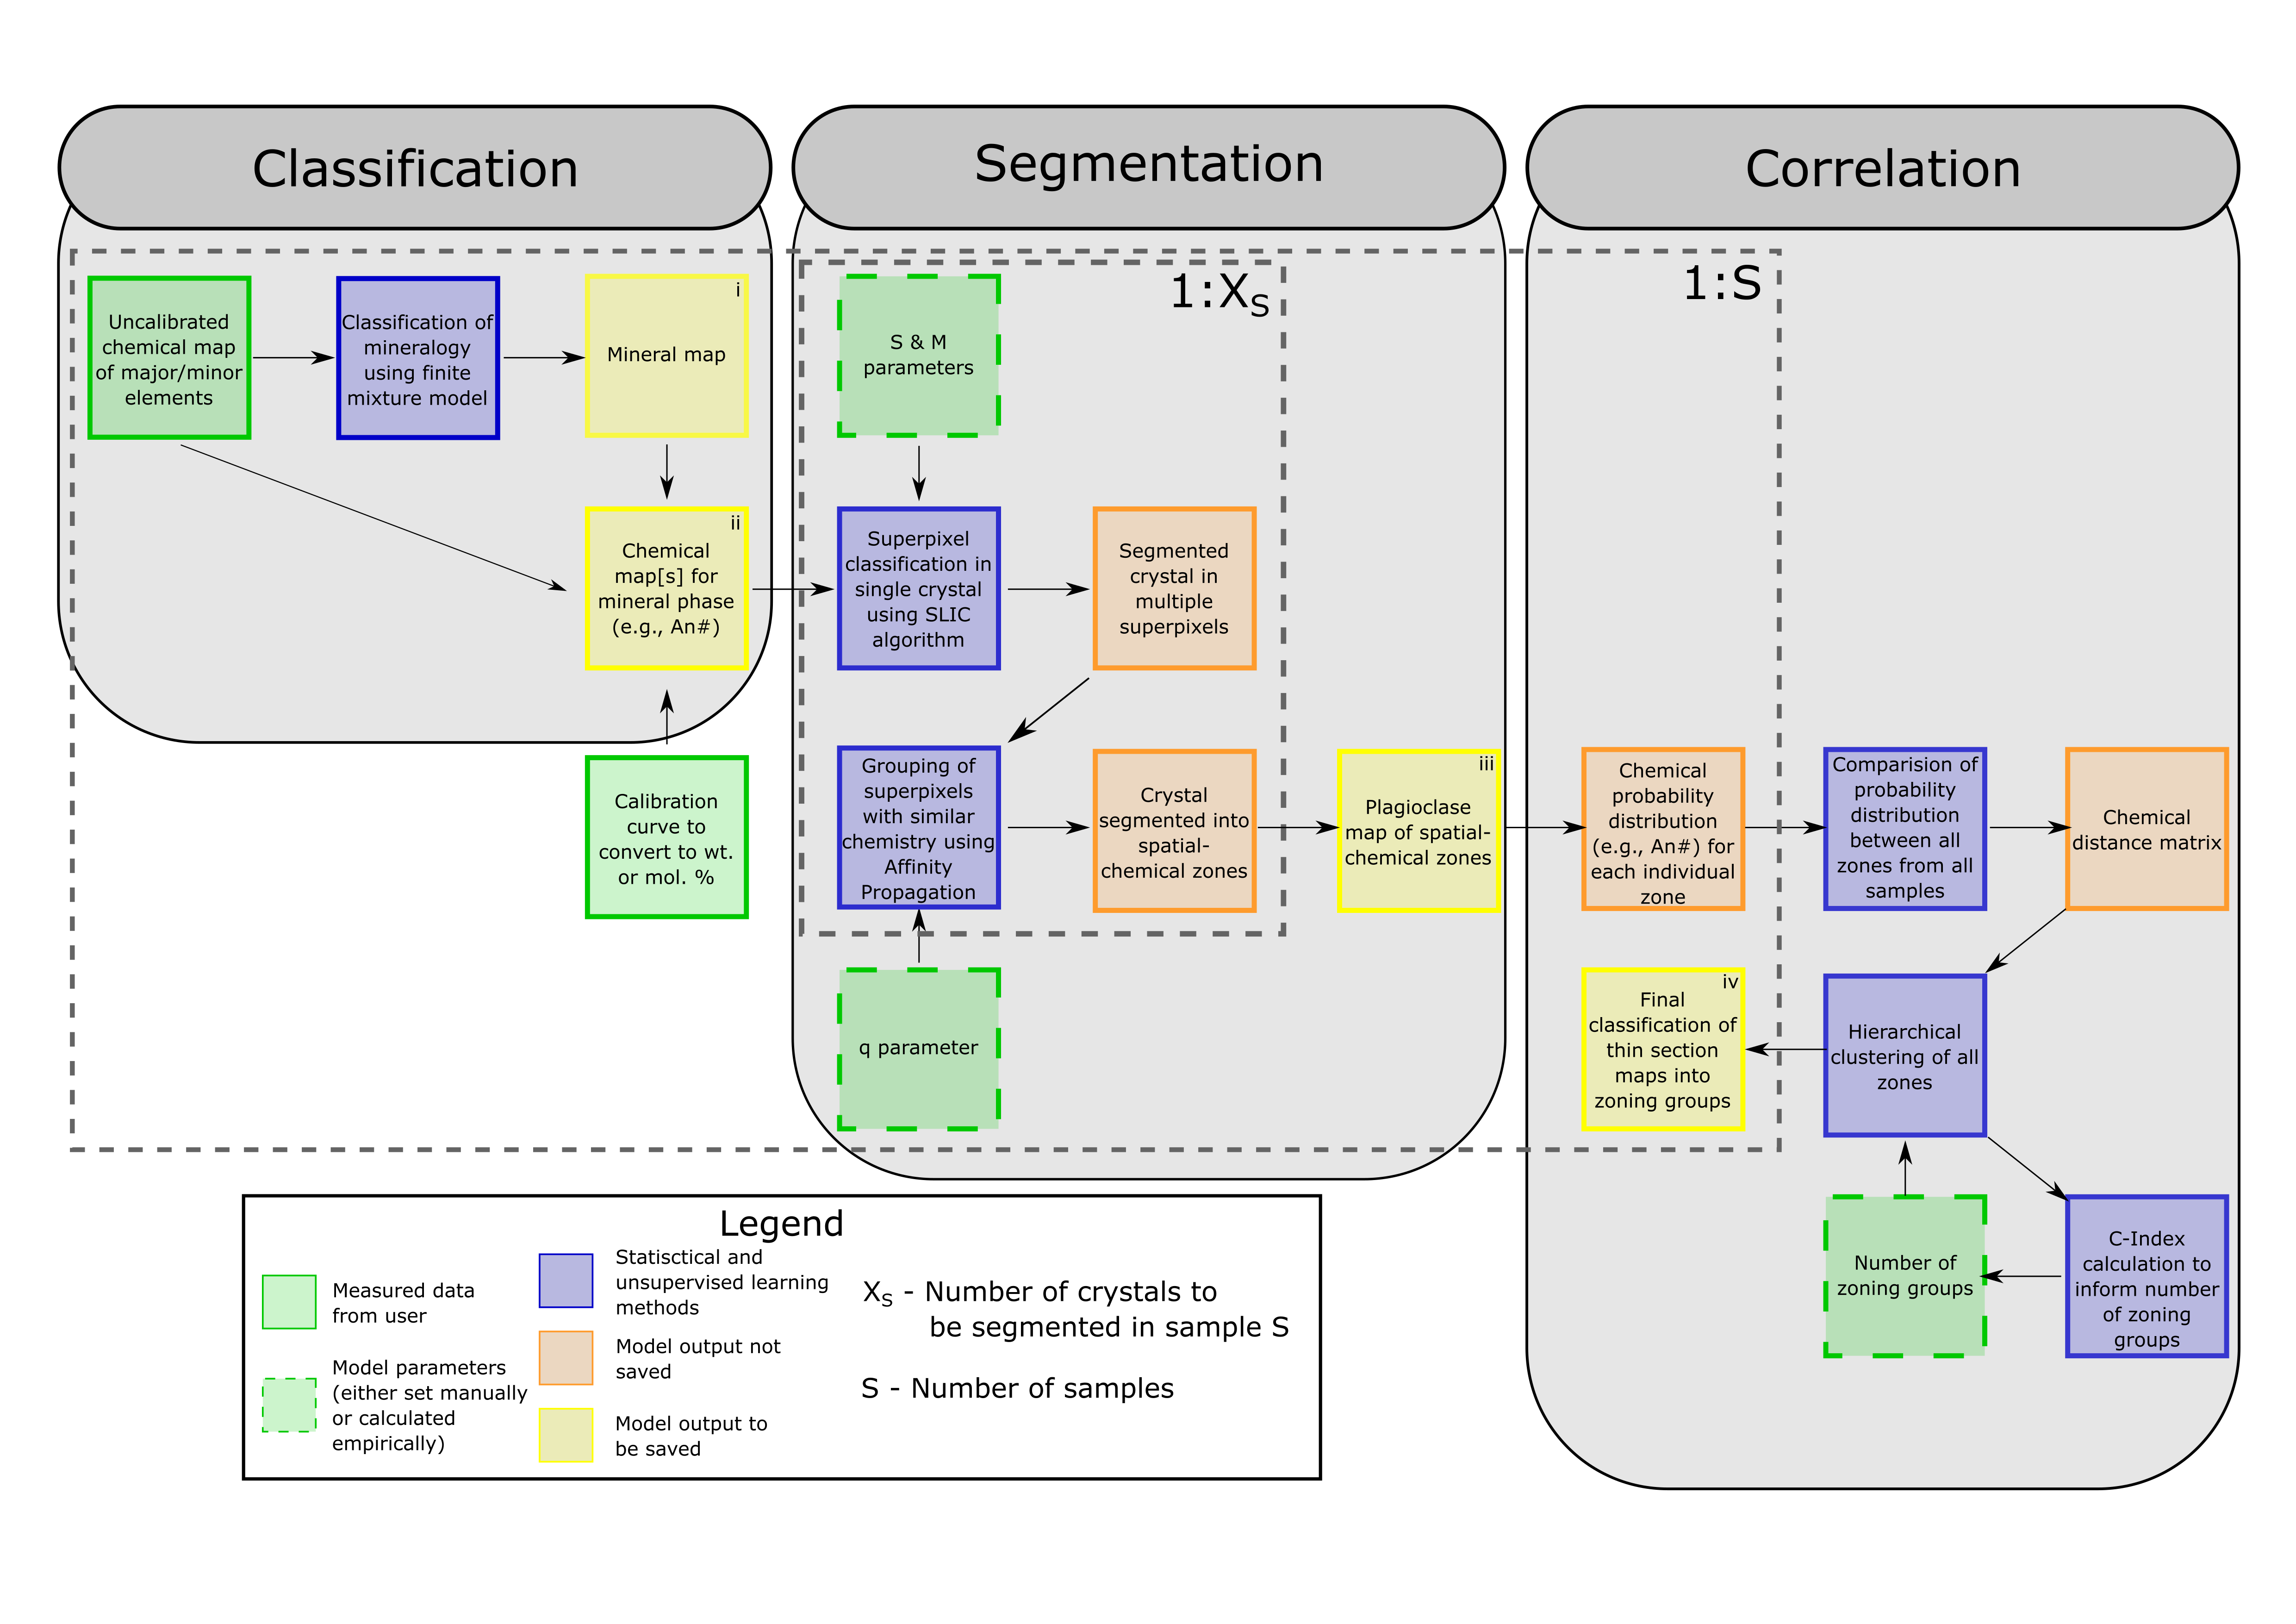 Classification
Segmentation
Correlation
1:XS
1:S
Uncalibrated
chemical map
of major/minor
elements
Classification of
mineralogy
using finite
mixture model
i
Mineral map
S & M
parameters
ii
Chemical
map[s] for
mineral phase
(e.g., An#)
Superpixel
classification in
single crystal
using SLIC
algorithm
Segmented
crystal in
multiple
superpixels
Calibration
curve to
convert to wt.
or mol. %
Grouping of
superpixels
with similar
chemistry using
Affinity
Propagation
Crystal
segmented into
spatial-
chemical zones
iii
Plagioclase
map of spatial-
chemical zones
Chemical
probability
distribution
(e.g., An#) for
each individual
zone
Comparision of
probability
distribution
between all
zones from all
samples
Chemical
distance matrix
q parameter
iv
Final
classification of
thin section
maps into
zoning groups
Hierarchical
clustering of all
zones
Number of
zoning groups
C-Index
calculation to
inform number
of zoning
groups
Legend
Measured data
from user
Model parameters
(either set manually
or calculated
empirically)
Statisctical and
unsupervised learning
methods
Model output not
saved
Model output to
be saved
XS - Number of crystals to
be segmented in sample S
S - Number of samples